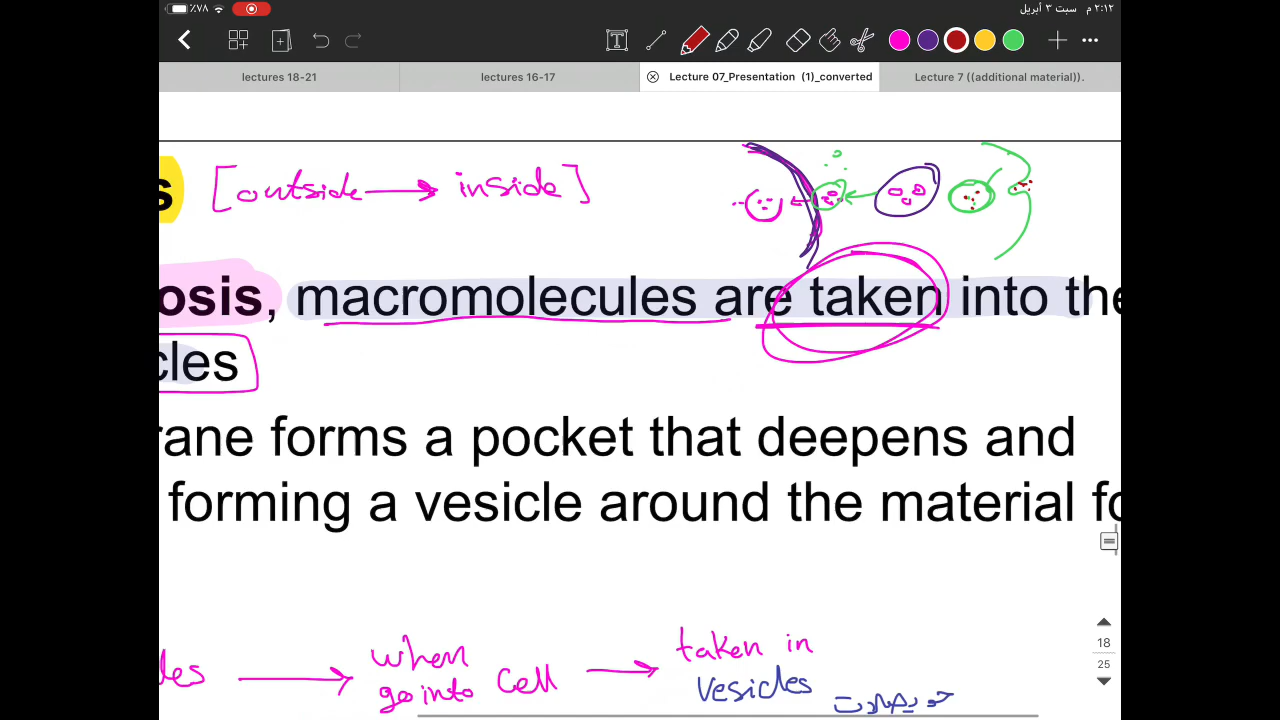 ٪٧٨ ٢:١٢ م سبت ٣ أبريل
lectures 18-21 lectures 16-17 Lecture 07_Presentation (1)_converted Lecture 7 ((additional material)).
s [outside → inside]
osis, macromolecules are taken into the
cles
rane forms a pocket that deepens and
forming a vesicle around the material fo
18
25
les → when go into cell → taken in
vesicles